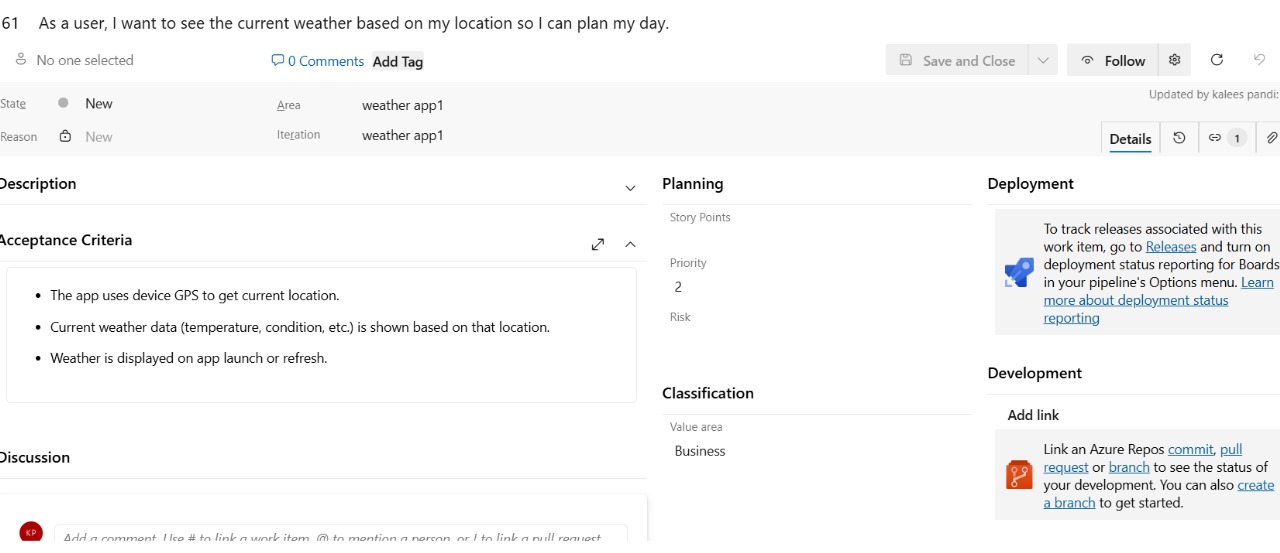 61 As a user, I want to see the current weather based on my location so I can plan my day.
No one selected
0 Comments
Add Tag
Save and Close
Follow
State
New
Area
weather app1
Updated by kalees pandi:
Reason
New
Iteration
weather app1
Details
1
Description
Acceptance Criteria
• The app uses device GPS to get current location.
• Current weather data (temperature, condition, etc.) is shown based on that location.
• Weather is displayed on app launch or refresh.
Discussion
KP
Add a comment. Use # to link a work item, @ to mention a person, or ! to link a pull request.
Planning
Story Points
Priority
2
Risk
Classification
Value area
Business
Deployment
To track releases associated with this
work item, go to Releases and turn on
deployment status reporting for Boards
in your pipeline's Options menu. Learn
more about deployment status
reporting
Development
Add link
Link an Azure Repos commit, pull
request or branch to see the status of
your development. You can also create
a branch to get started.